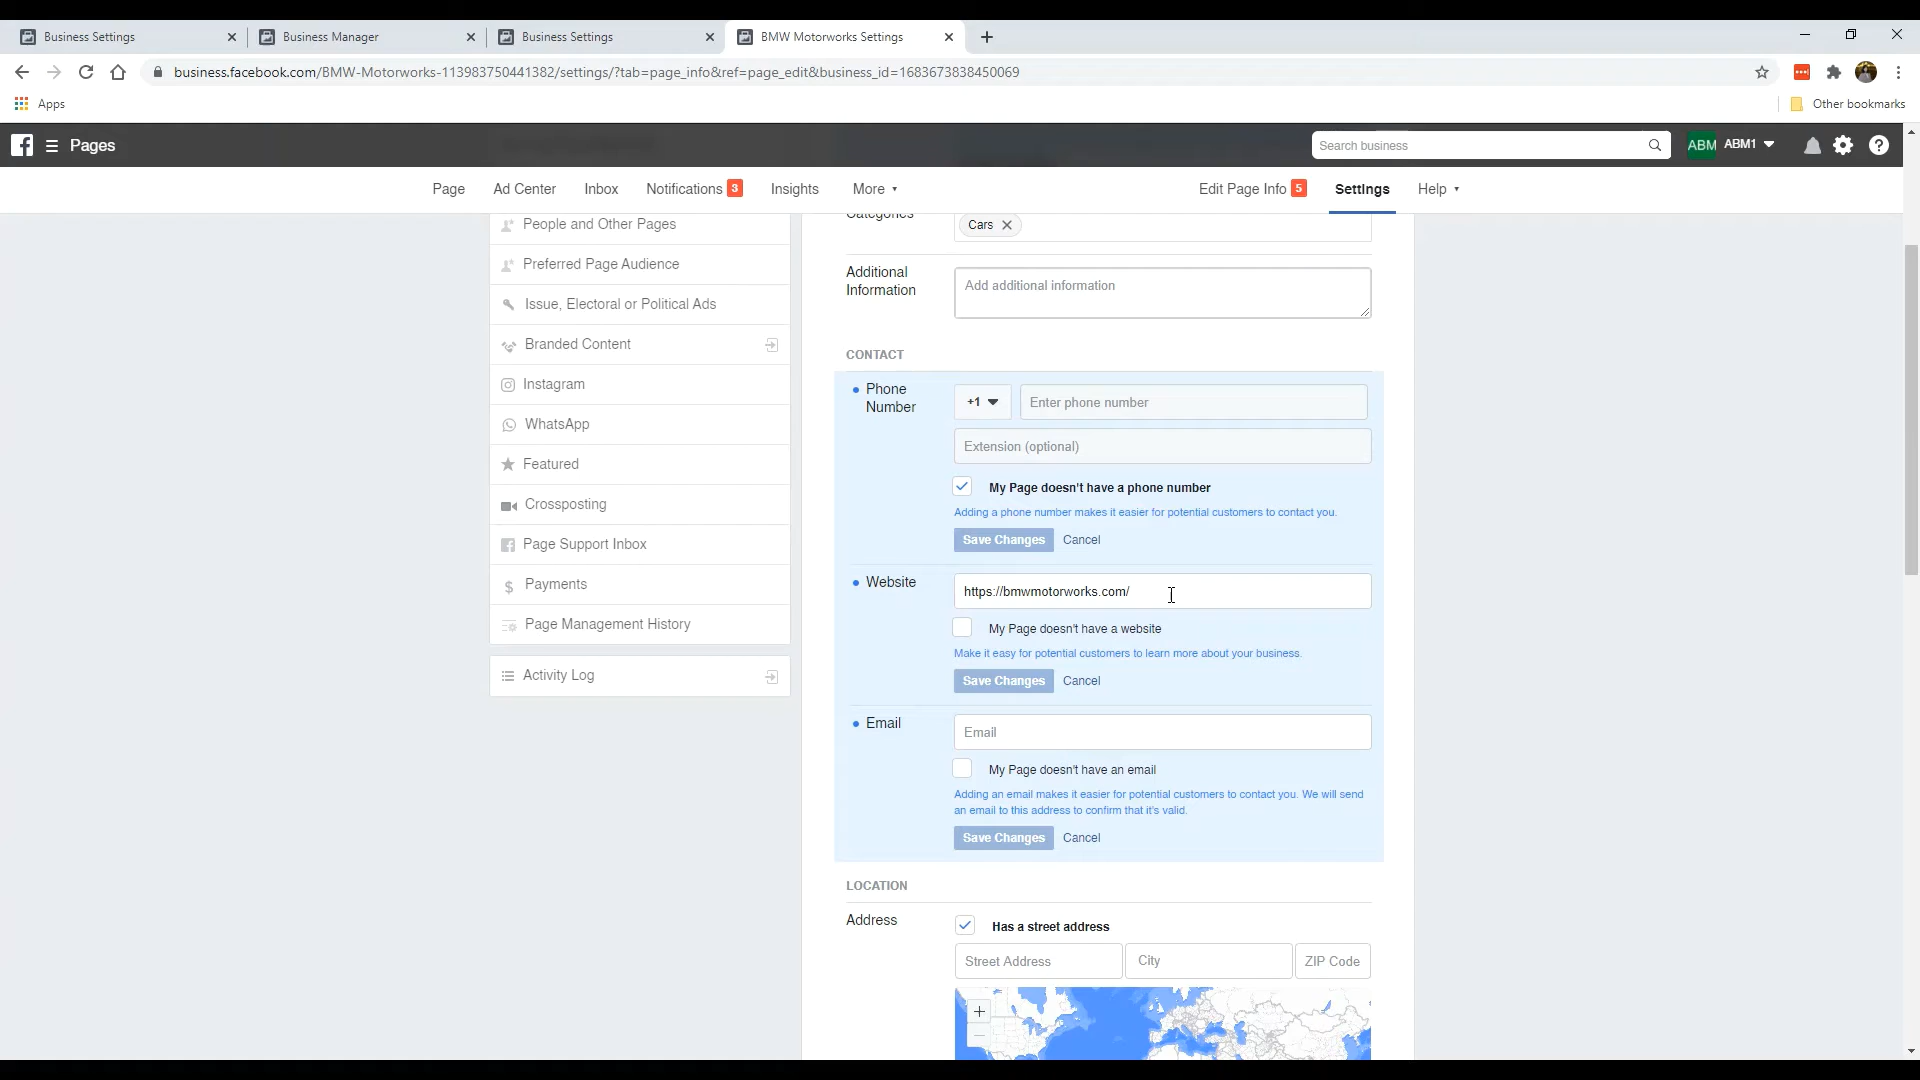 Business Settings
Business Manager
Business Settings
BMW Motorworks Settings
business.facebook.com/BMW-Motorworks-113983750441382/settings/?tab=page_info&ref=page_edit&business_id=1683673838450069
Apps
Other bookmarks
Pages
Search business
ABM
ABM1
Page
Ad Center
Inbox
Notifications 3
Insights
More
Edit Page Info 5
Settings
Help
People and Other Pages
Preferred Page Audience
Issue, Electoral or Political Ads
Branded Content
Instagram
WhatsApp
Featured
Crossposting
Page Support Inbox
Payments
Page Management History
Activity Log
Categories
Cars
Additional
Information
Add additional information
CONTACT
Phone
Number
+1
Enter phone number
Extension (optional)
My Page doesn't have a phone number
Adding a phone number makes it easier for potential customers to contact you.
Save Changes Cancel
Website
https://bmwmotorworks.com/
My Page doesn't have a website
Make it easy for potential customers to learn more about your business.
Save Changes Cancel
Email
Email
My Page doesn't have an email
Adding an email makes it easier for potential customers to contact you. We will send
an email to this address to confirm that it's valid.
Save Changes Cancel
LOCATION
Address
Has a street address
Street Address
City
ZIP Code